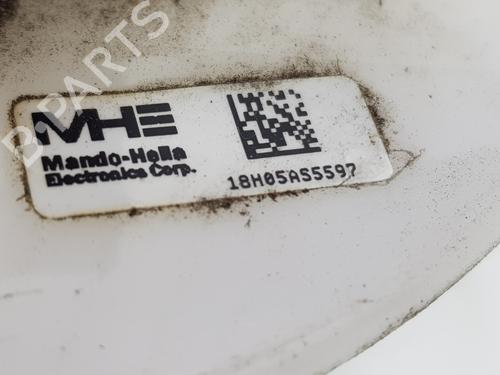 B-PARTS
MHE
Mando-Hella
Electronics Corp.
18H05AS5597